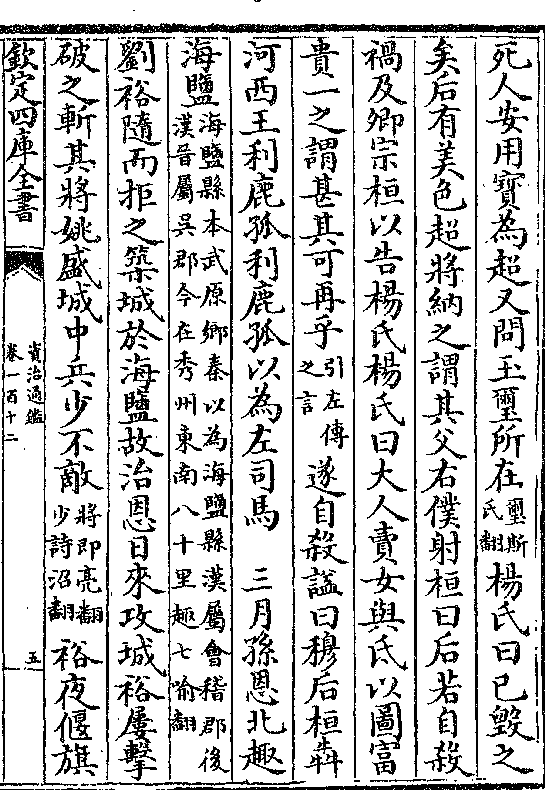 死人安用寳為超又問玉璽所在璽斯氏翻楊氏曰已毀之
矣后有美色超將納之謂其父右僕射桓曰后若自殺
禍及卿宗桓以告楊氏楊氏曰大人賣女與氐以圖富
貴一之謂甚其可再乎引左傳之言遂自殺諡曰穆后桓犇
河西王利鹿孤利鹿孤以為左司馬　三月孫恩北趣
海鹽海鹽縣本武原鄉秦以為海鹽縣漢屬會稽郡後漢晉屬吳郡今在秀州東南八十里趣七喻翻
劉裕隨而拒之築城於海鹽故治恩日來攻城裕屢擊
破之斬其將姚盛城中兵少不敵將即亮翻少詩沼翻裕夜偃旗
欽定四庫全書
資治通鑑
卷一百十二
五